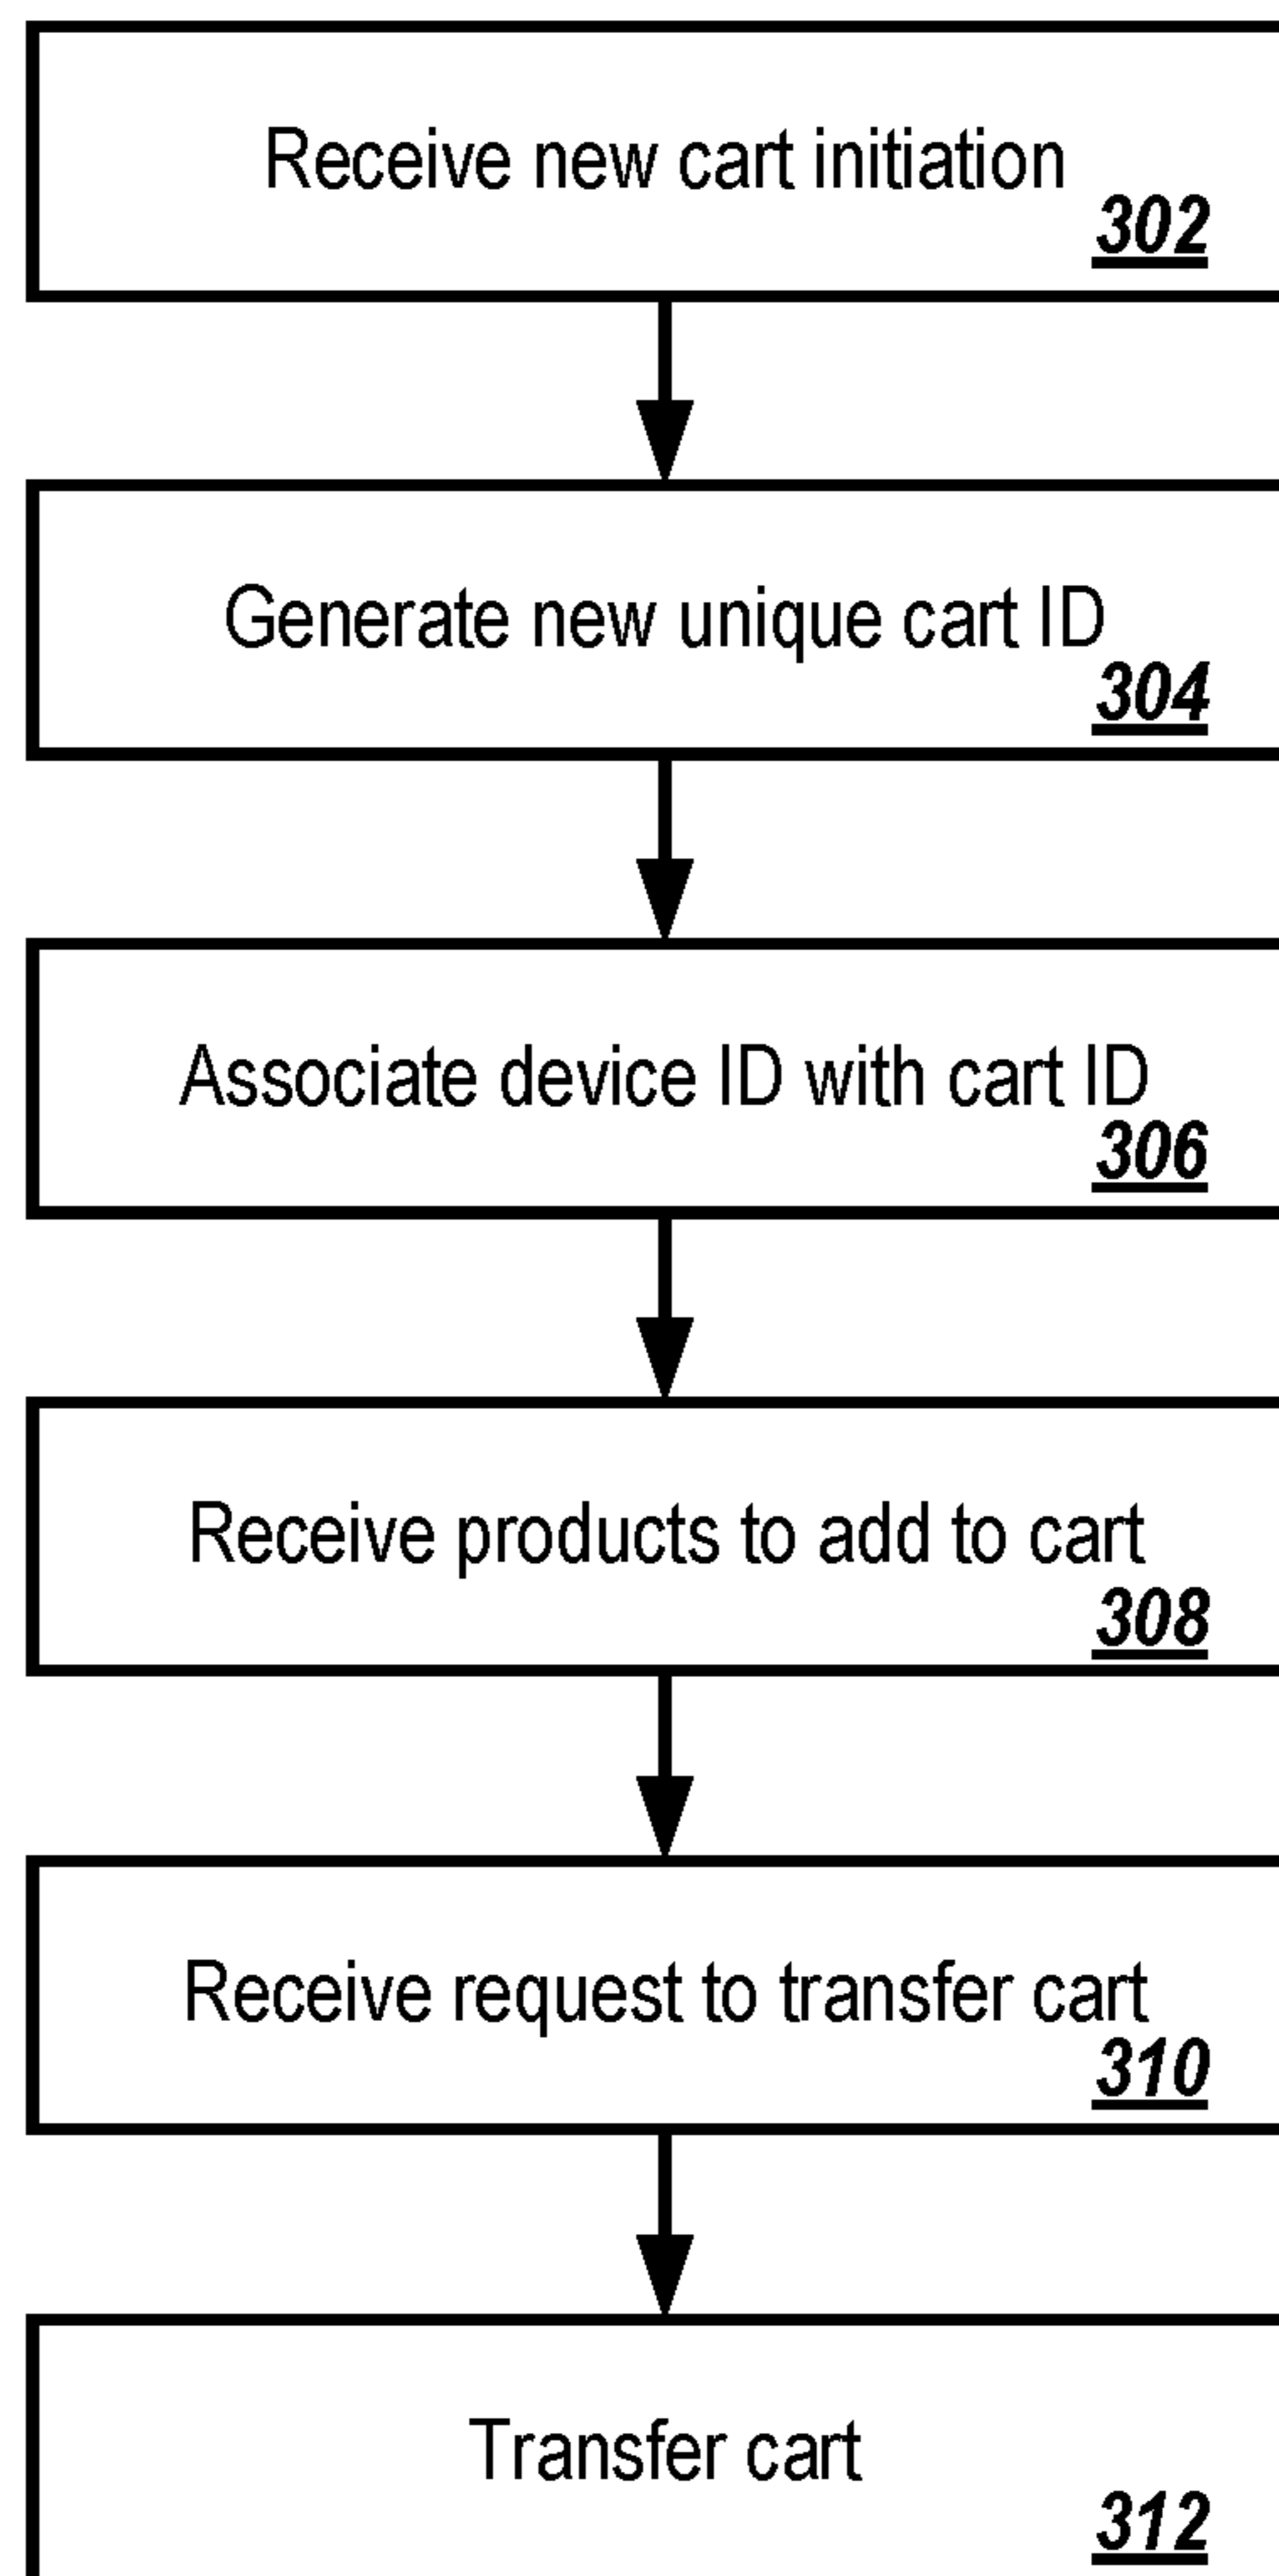 Receive new cart initiation
302
Generate new unique cart ID
304
Associate device ID with cart ID
306
Receive products to add to cart
308
Receive request to transfer cart
310
Transfer cart
312